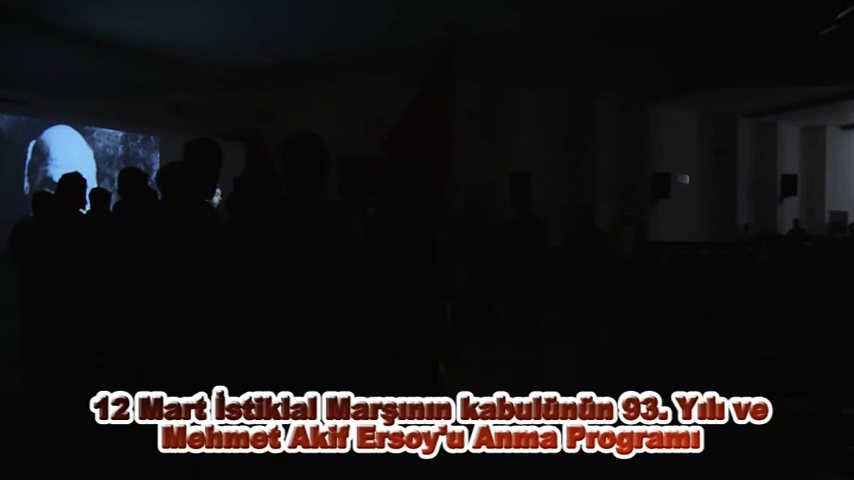 12 Mart İstiklal Marşının kabulünün 93. Yılı ve
Mehmet Akif Ersoy'u Anma Programı